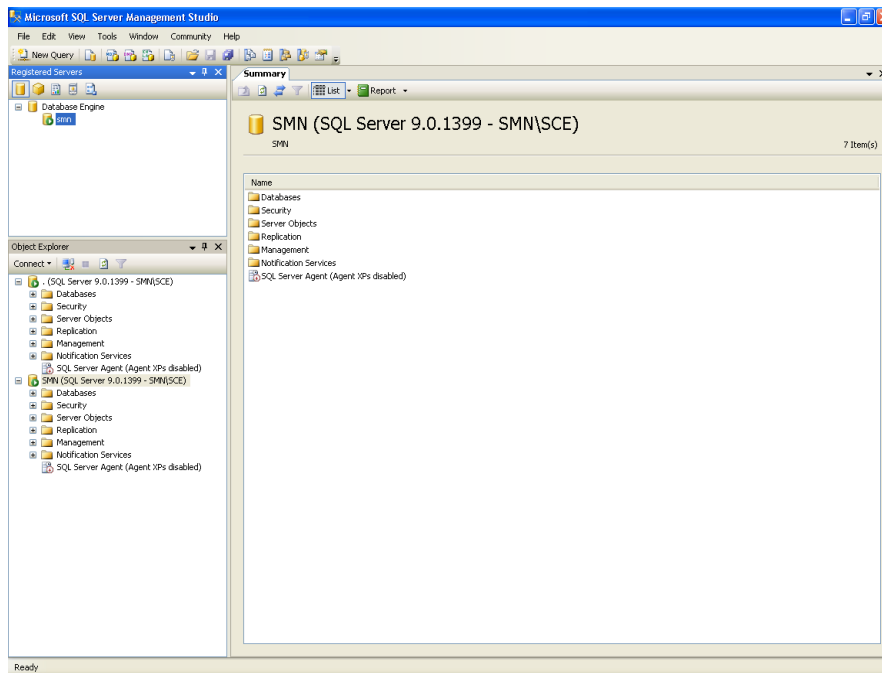 Microsoft SQL Server Management Studio
File Edit View Tools Window Community Help
New Query
Registered Servers
Database Engine
smn
Object Explorer
Connect
. (SQL Server 9.0.1399 - SMN\SCE)
Databases
Security
Server Objects
Replication
Management
Notification Services
SQL Server Agent (Agent XPs disabled)
SMN (SQL Server 9.0.1399 - SMN\SCE)
Databases
Security
Server Objects
Replication
Management
Notification Services
SQL Server Agent (Agent XPs disabled)
Summary
List Report
SMN (SQL Server 9.0.1399 - SMN\SCE)
SMN 7 Item(s)
Name
Databases
Security
Server Objects
Replication
Management
Notification Services
SQL Server Agent (Agent XPs disabled)
Ready